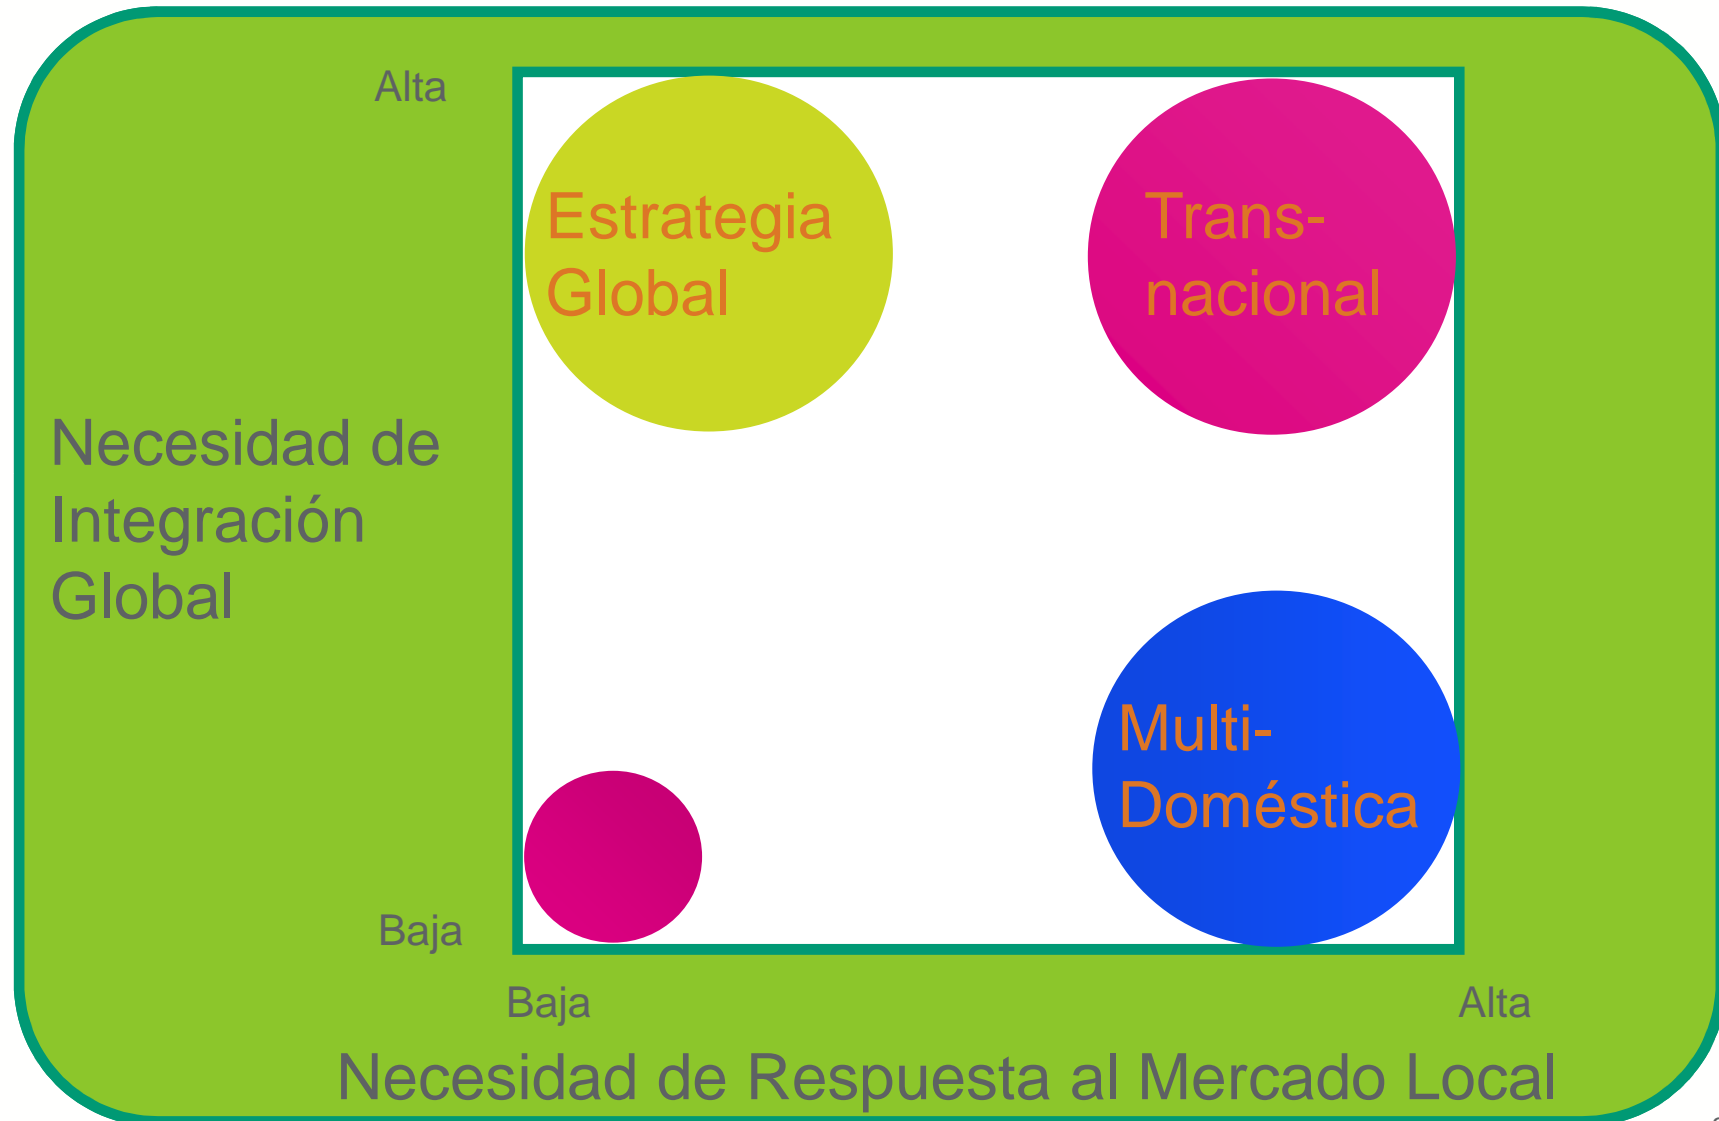 Alta
Estrategia
Global
Trans-
nacional
Necesidad de
Integración
Global
Multi-
Doméstica
Baja
Baja
Alta
Necesidad de Respuesta al Mercado Local